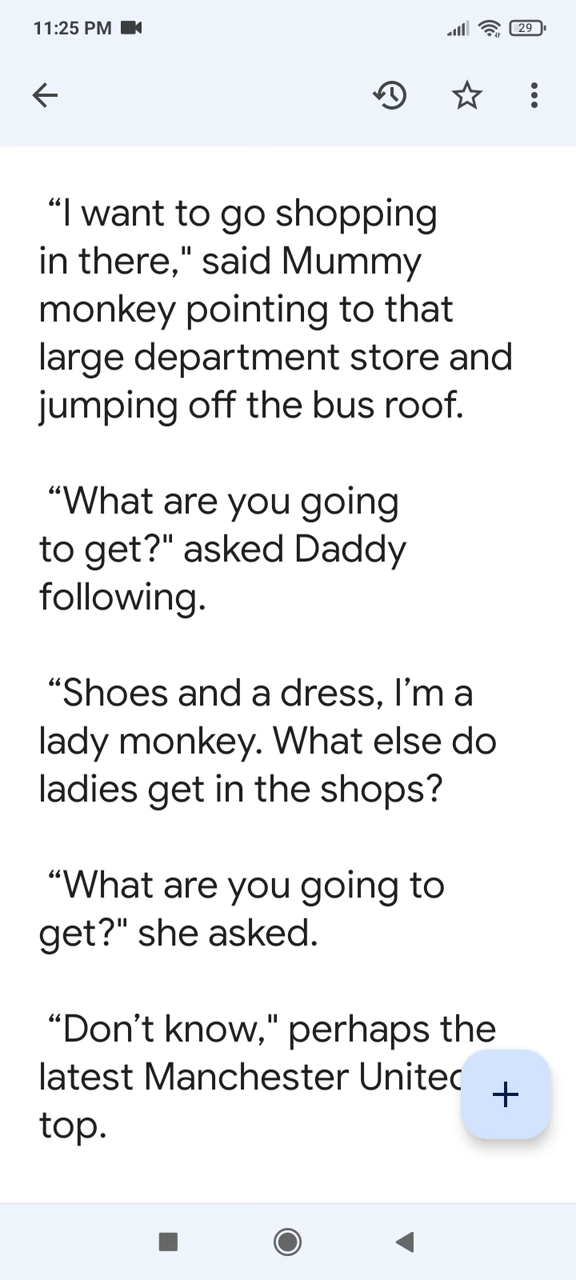 11:25 PM
29
“I want to go shopping
in there," said Mummy
monkey pointing to that
large department store and
jumping off the bus roof.
“What are you going
to get?" asked Daddy
following.
“Shoes and a dress, I’m a
lady monkey. What else do
ladies get in the shops?
“What are you going to
get?" she asked.
“Don’t know," perhaps the
latest Manchester United
top.